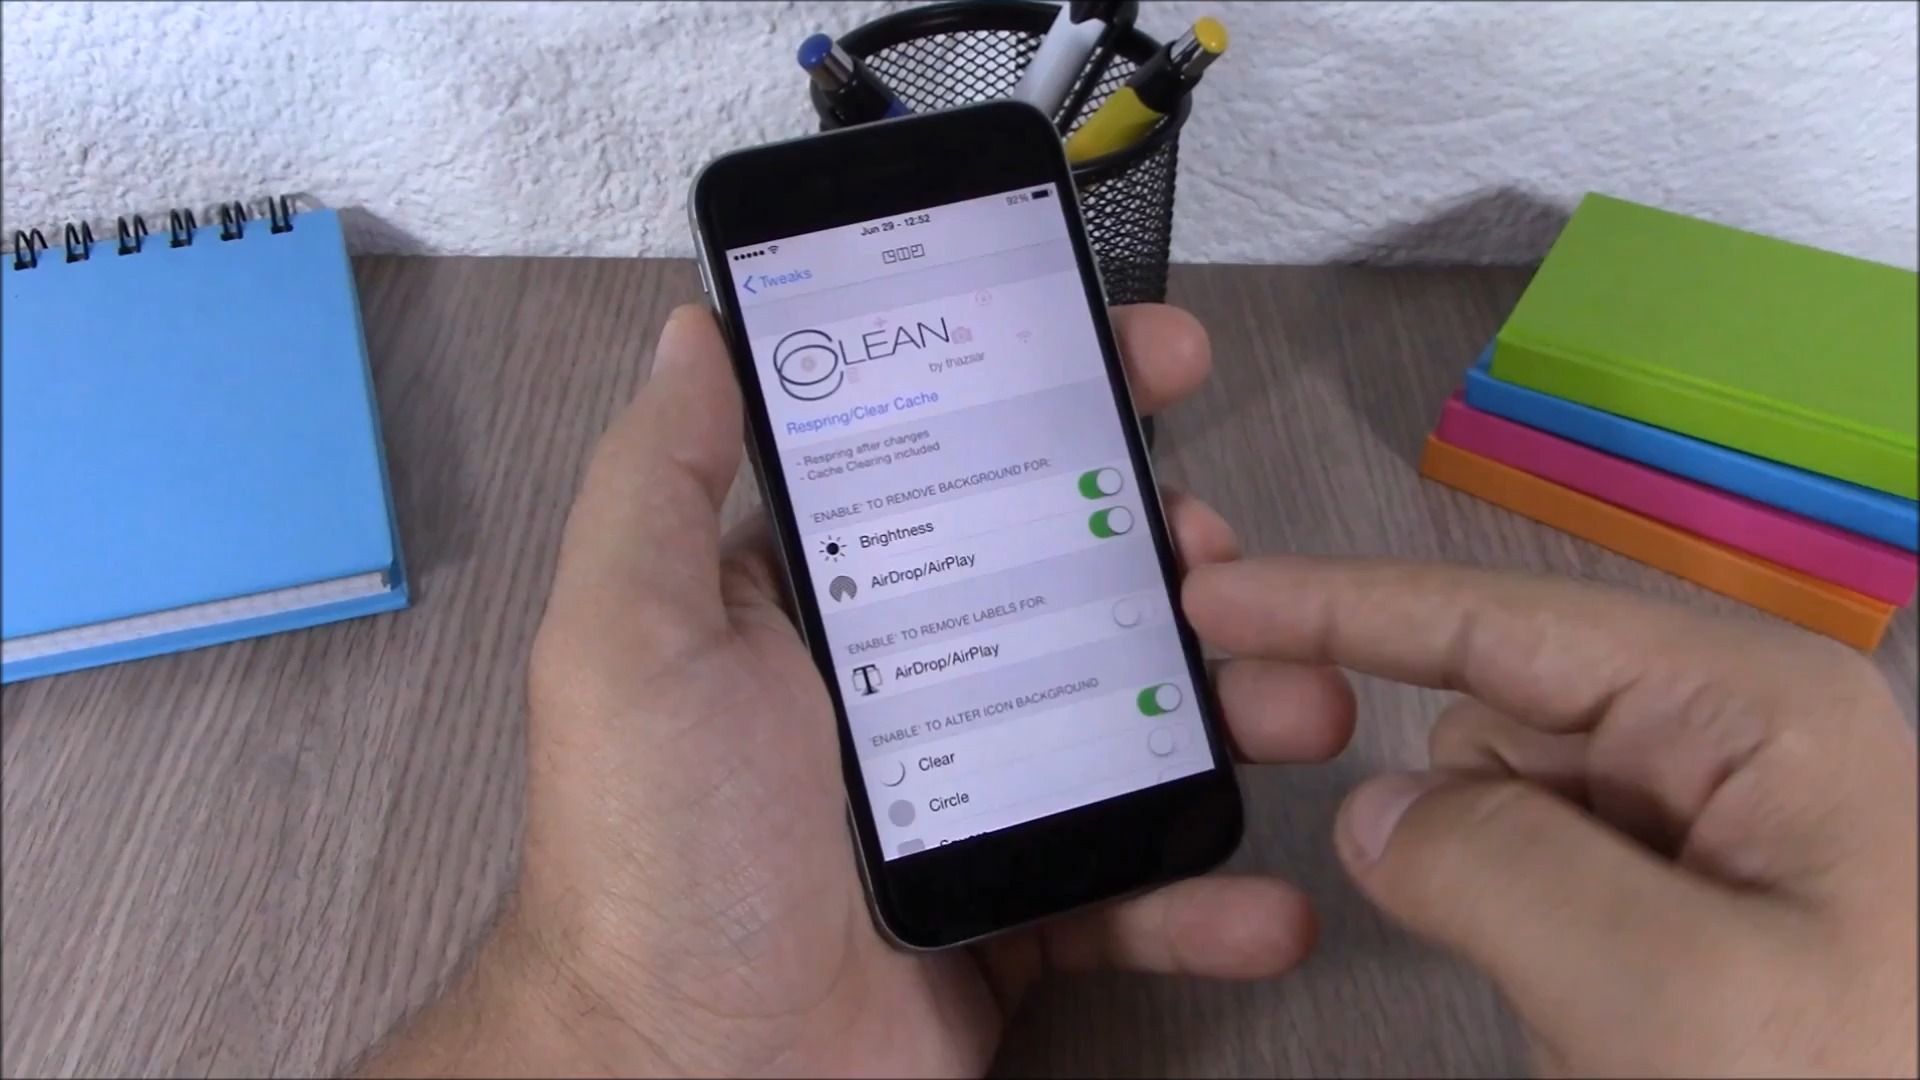 Jun 29 - 12:52
92%
Tweaks
CLEAN
by thazsar
Respring/Clear Cache
- Respring after changes
- Cache Clearing included
'ENABLE' TO REMOVE BACKGROUND FOR:
Brightness
AirDrop/AirPlay
'ENABLE' TO REMOVE LABELS FOR:
T AirDrop/AirPlay
'ENABLE' TO ALTER ICON BACKGROUND
Clear
Circle